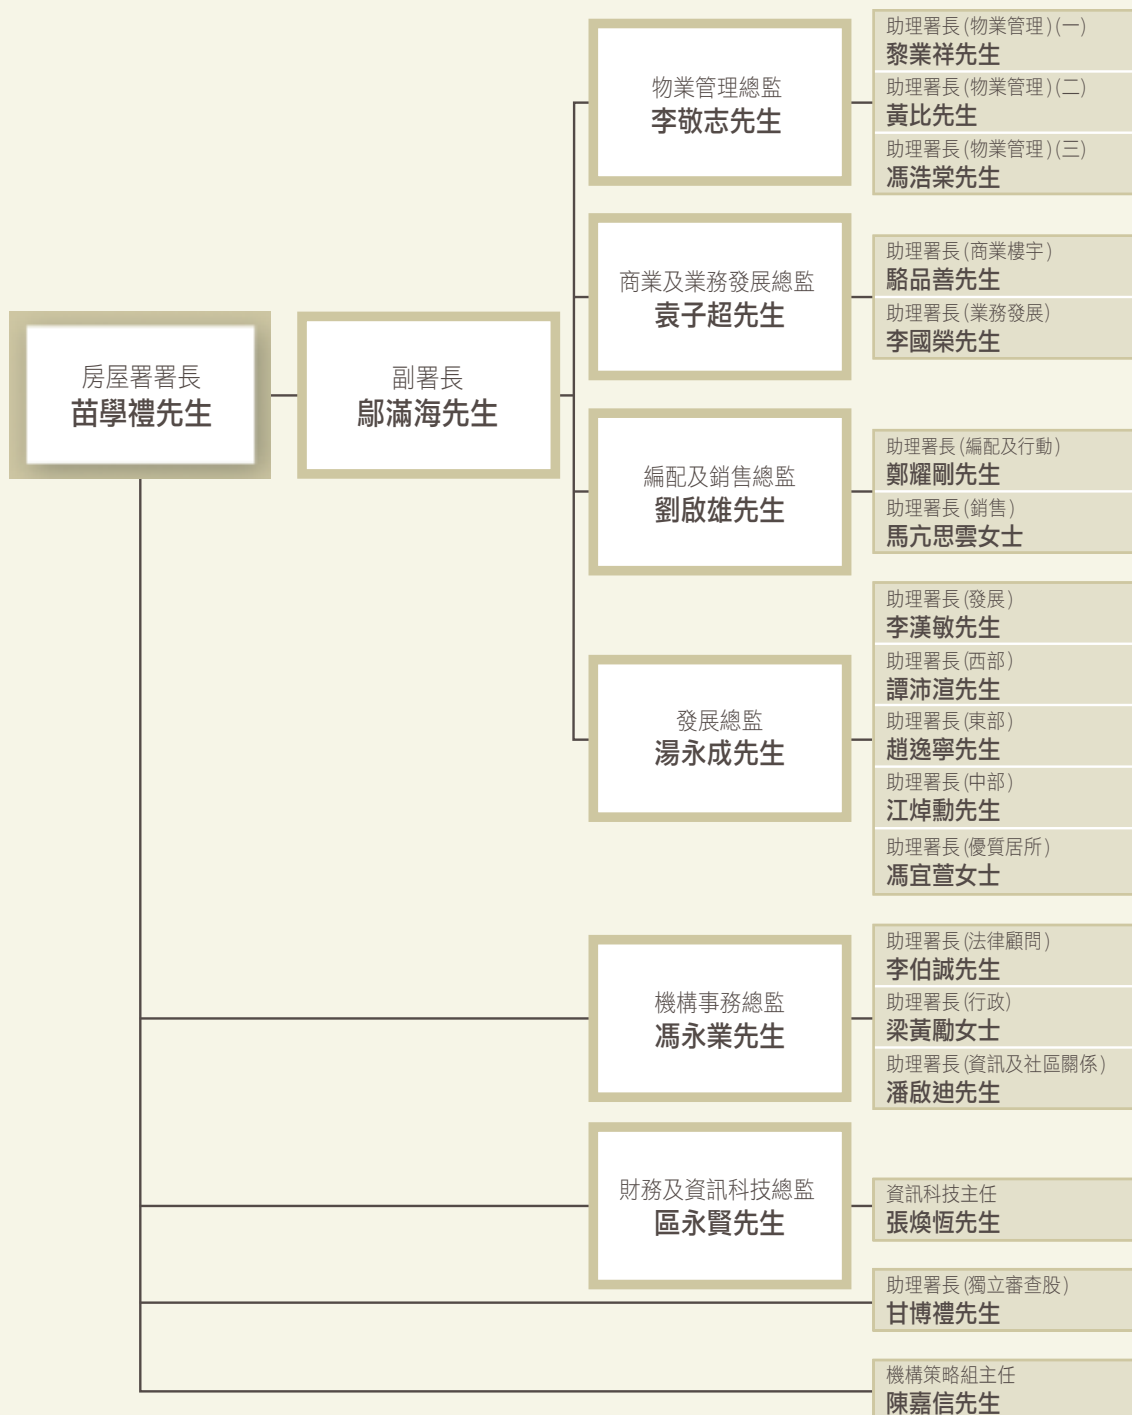 房屋署署長
苗學禮先生
副署長
鄔滿海先生
物業管理總監
李敬志先生
助理署長(物業管理)(一)
黎業祥先生
助理署長(物業管理)(二)
黃比先生
助理署長(物業管理)(三)
馮浩棠先生
商業及業務發展總監
袁子超先生
助理署長(商業樓宇)
駱品善先生
助理署長(業務發展)
李國榮先生
編配及銷售總監
劉啟雄先生
助理署長(編配及行動)
鄭耀剛先生
助理署長(銷售)
馬亢思雲女士
發展總監
湯永成先生
助理署長(發展)
李漢敏先生
助理署長(西部)
譚沛渲先生
助理署長(東部)
趙逸寧先生
助理署長(中部)
江焯勳先生
助理署長(優質居所)
馮宜萱女士
機構事務總監
馮永業先生
助理署長(法律顧問)
李伯誠先生
助理署長(行政)
梁黃勵女士
助理署長(資訊及社區關係)
潘啟迪先生
財務及資訊科技總監
區永賢先生
資訊科技主任
張煥恆先生
助理署長(獨立審查股)
甘博禮先生
機構策略組主任
陳嘉信先生